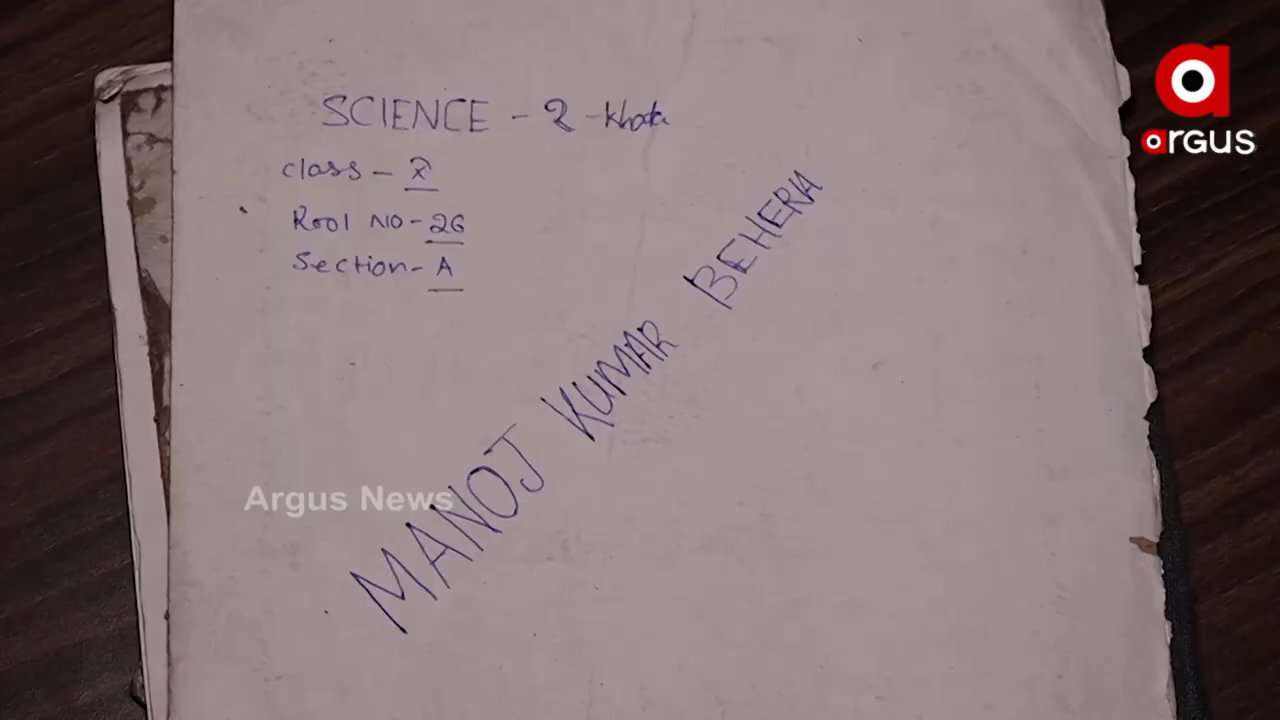 SCIENCE - 2 - Khata
class - X
Rool NO - 26
Section - A
MANOJ KUMAR BEHERA
Argus News
argus